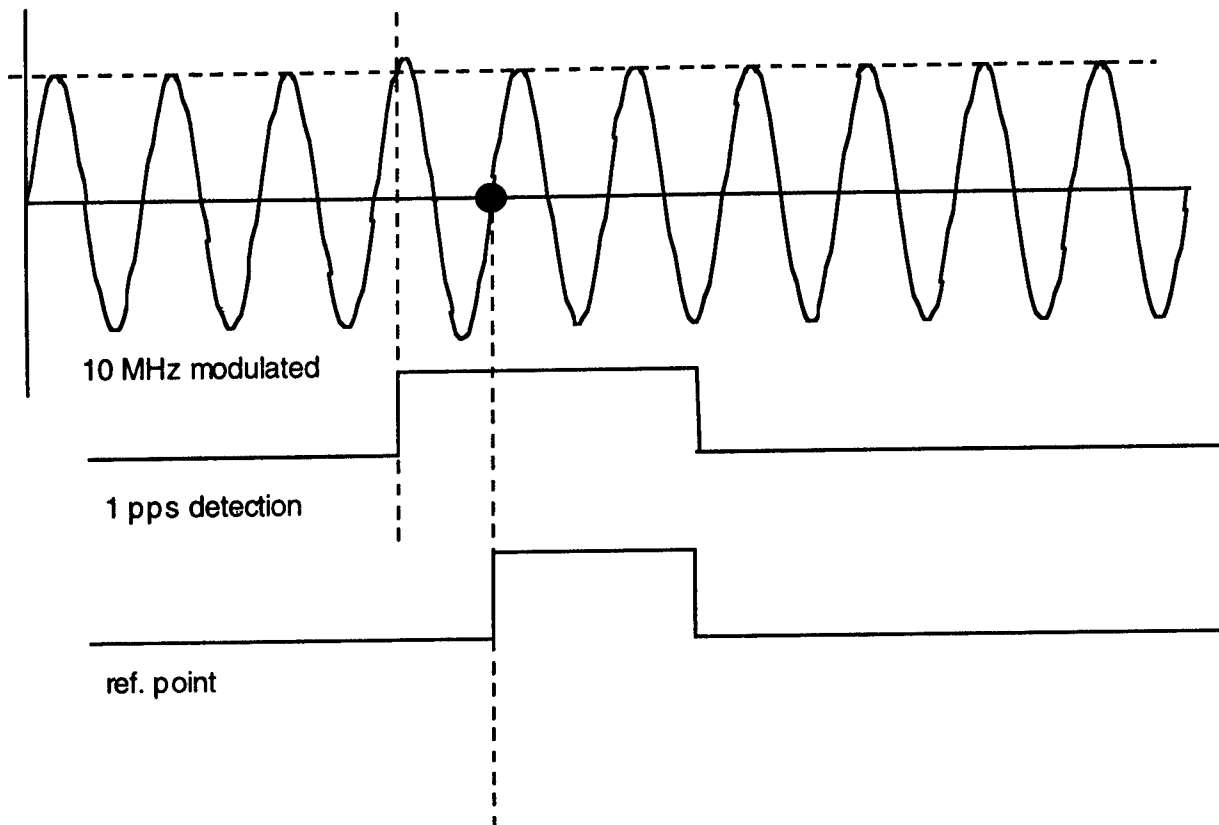 10 MHz modulated
1 pps detection
ref. point